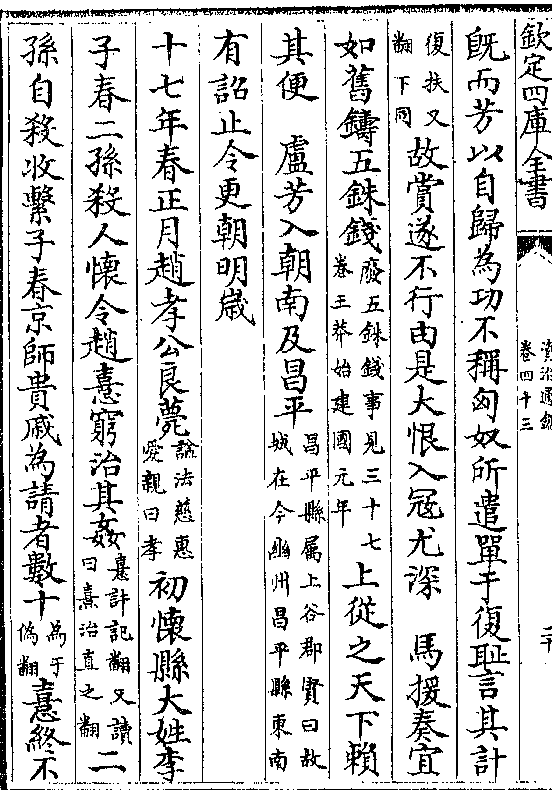 欽定四庫全書
資治通鑑
卷四十三
既而芳以自歸為功不稱匈奴所遣單于復恥言其計
復扶又
翻下同
故賞遂不行由是大恨入冦尤深　馬援奏宜
如舊鑄五銖錢
廢五銖錢事見三十七
卷王莽始建國元年
上從之天下賴
其便　盧芳入朝南及昌平
昌平縣屬上谷郡賢曰故
城在今幽州昌平縣東南
有詔止令更朝明歲
十七年春正月趙孝公良薨
諡法慈惠
愛親曰孝
初懷縣大姓李
子春二孫殺人懷令趙憙窮治其姦
憙許記翻又讀
曰熹治直之翻
二
孫自殺收繫子春京師貴戚為請者數十
為于
偽翻
憙終不